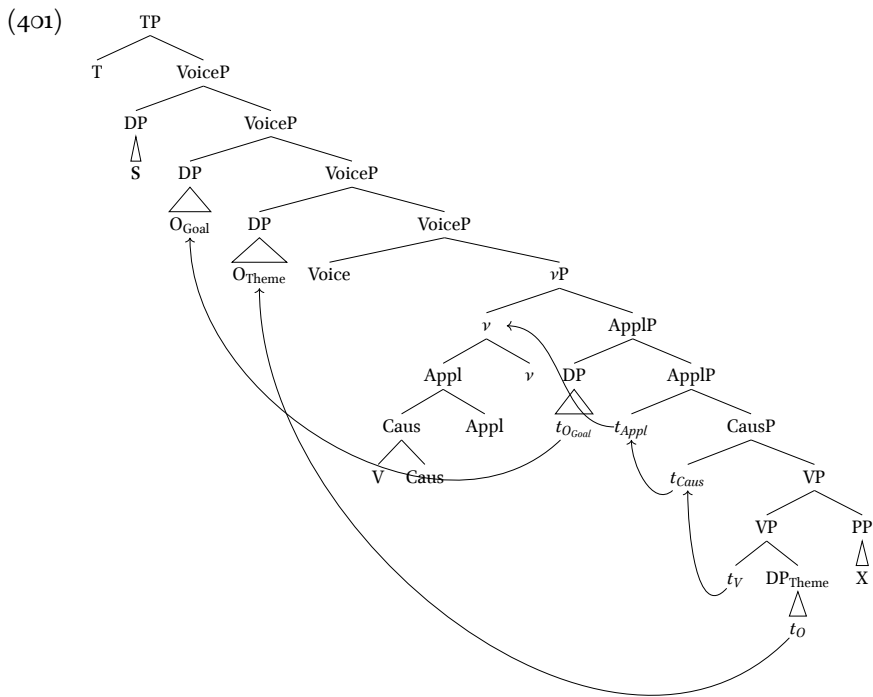 (401)
TP
T VoiceP
DP VoiceP
S DP VoiceP
O_Goal DP VoiceP
O_Theme Voice vP
v ApplP
Appl v DP ApplP
Caus Appl t_O_Goal t_Appl CausP
V Caus t_Caus VP
VP PP
t_V DP_Theme X
t_O